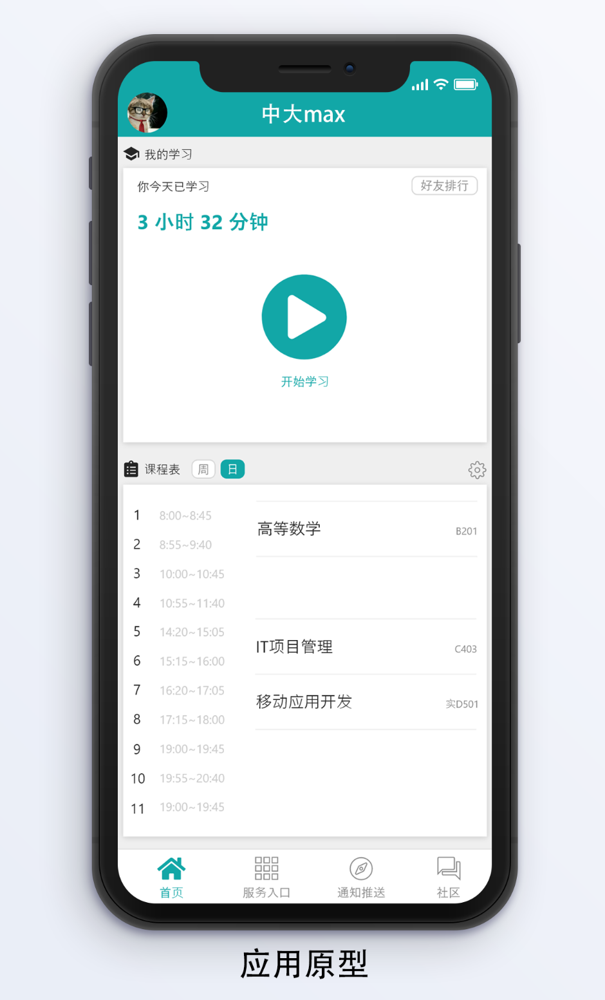 中大max
我的学习
你今天已学习 好友排行
3 小时 32 分钟
开始学习
课程表 周 日
1 8:00~8:45
高等数学 B201
2 8:55~9:40
3 10:00~10:45
4 10:55~11:40
5 14:20~15:05
IT项目管理 C403
6 15:15~16:00
7 16:20~17:05
移动应用开发 实D501
8 17:15~18:00
9 19:00~19:45
10 19:55~20:40
11 19:00~19:45
首页 服务入口 通知推送 社区
应用原型